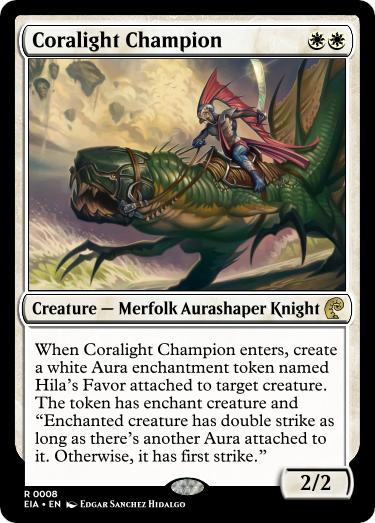 Coralight Champion
Creature — Merfolk Aurashaper Knight
When Coralight Champion enters, create
a white Aura enchantment token named
Hila's Favor attached to target creature.
The token has enchant creature and
“Enchanted creature has double strike as
long as there's another Aura attached to
it. Otherwise, it has first strike.”
2/2
R 0008
EIA • EN Edgar Sanchez Hidalgo